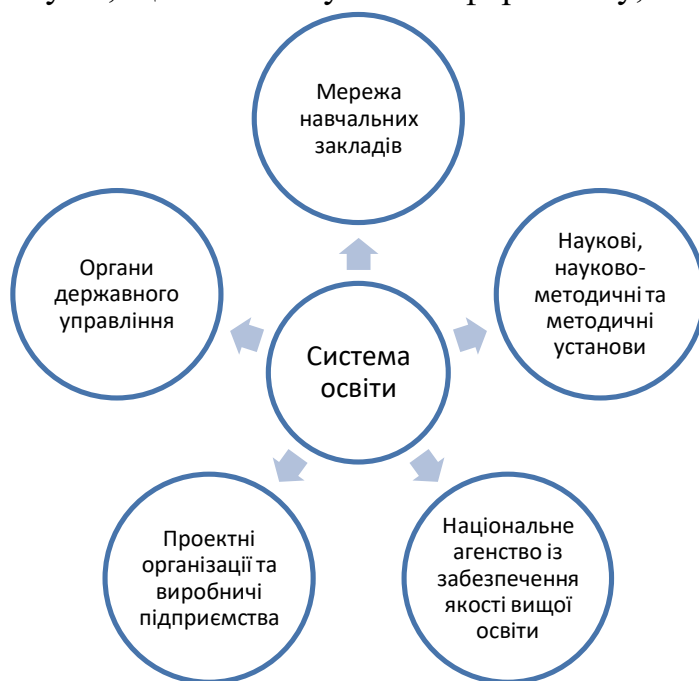 Мережа
навчальних
закладів
Органи
державного
управління
Наукові,
науково-
методичні та
методичні
установи
Система
освіти
Проектні
організації та
виробничі
підприємства
Національне
агенство із
забезпечення
якості вищої
освіти